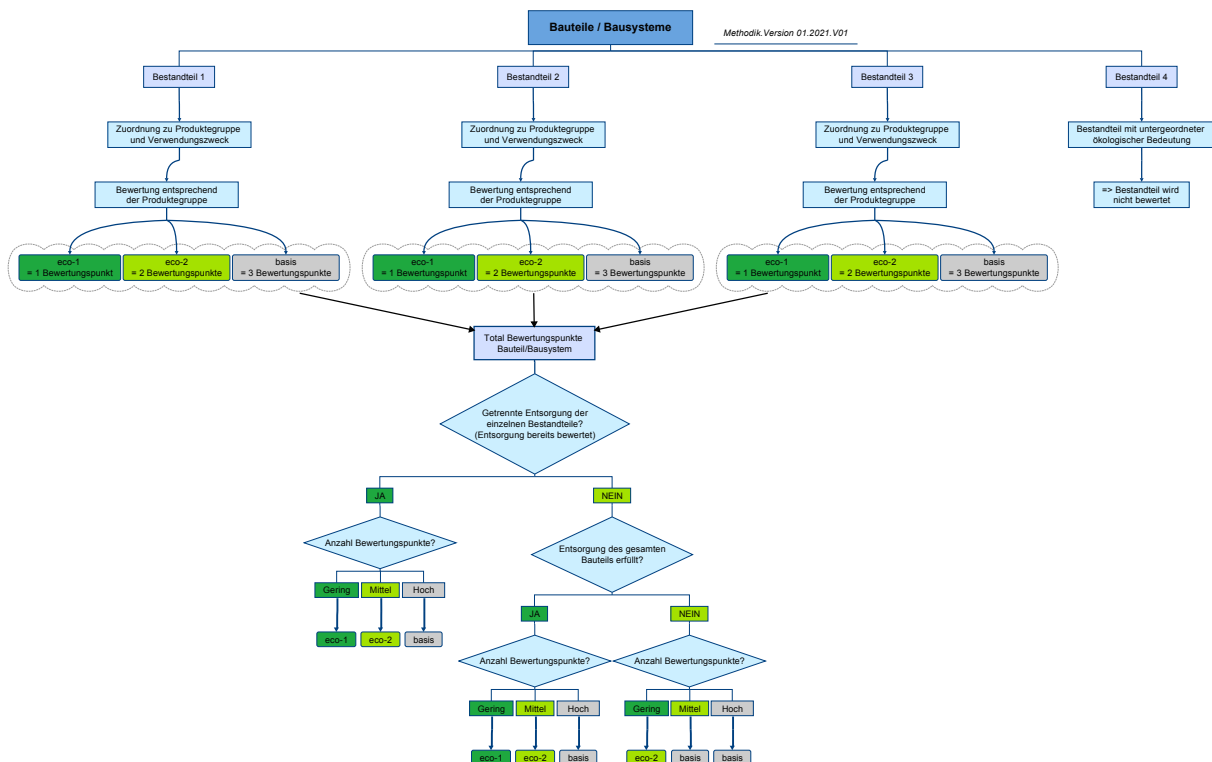 Bauteile / Bausysteme
Methodik.Version 01.2021.V01
Bestandteil 1
Bestandteil 2
Bestandteil 3
Bestandteil 4
Zuordnung zu Produktegruppe
und Verwendungszweck
Zuordnung zu Produktegruppe
und Verwendungszweck
Zuordnung zu Produktegruppe
und Verwendungszweck
Bestandteil mit untergeordneter
ökologischer Bedeutung
Bewertung entsprechend
der Produktegruppe
Bewertung entsprechend
der Produktegruppe
Bewertung entsprechend
der Produktegruppe
=> Bestandteil wird
nicht bewertet
eco-1
= 1 Bewertungspunkt
eco-2
= 2 Bewertungspunkte
basis
= 3 Bewertungspunkte
eco-1
= 1 Bewertungspunkt
eco-2
= 2 Bewertungspunkte
basis
= 3 Bewertungspunkte
eco-1
= 1 Bewertungspunkt
eco-2
= 2 Bewertungspunkte
basis
= 3 Bewertungspunkte
Total Bewertungspunkte
Bauteil/Bausystem
Getrennte Entsorgung der
einzelnen Bestandteile?
(Entsorgung bereits bewertet)
JA
NEIN
Anzahl Bewertungspunkte?
Entsorgung des gesamten
Bauteils erfüllt?
Gering
Mittel
Hoch
JA
NEIN
eco-1
eco-2
basis
Anzahl Bewertungspunkte?
Anzahl Bewertungspunkte?
Gering
Mittel
Hoch
Gering
Mittel
Hoch
eco-1
eco-2
basis
eco-2
basis
basis